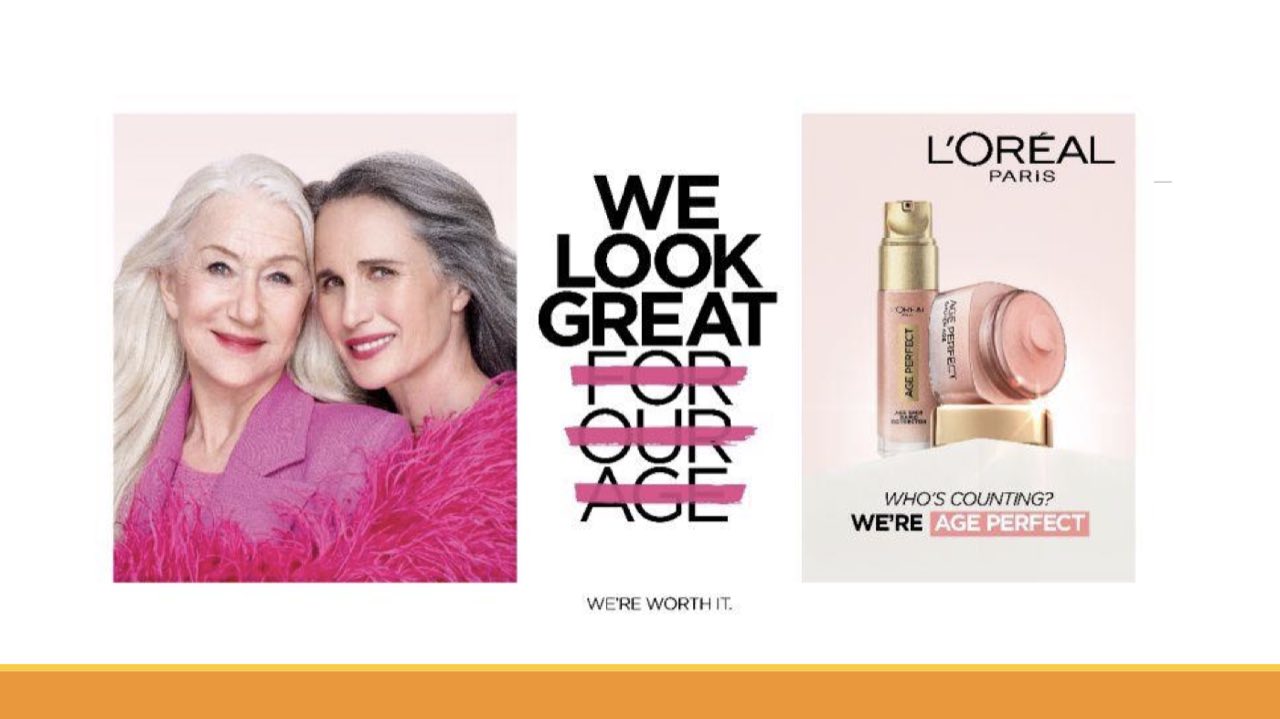 WE
LOOK
GREAT
FOR
OUR
AGE
WE'RE WORTH IT.
L'ORÉAL
PARIS
L'ORÉAL
AGE PERFECT
AGE PERFECT
WHO'S COUNTING?
WE'RE AGE PERFECT